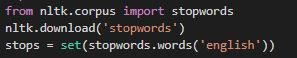 from nltk.corpus import stopwords
nltk.download('stopwords')
stops = set(stopwords.words('english'))